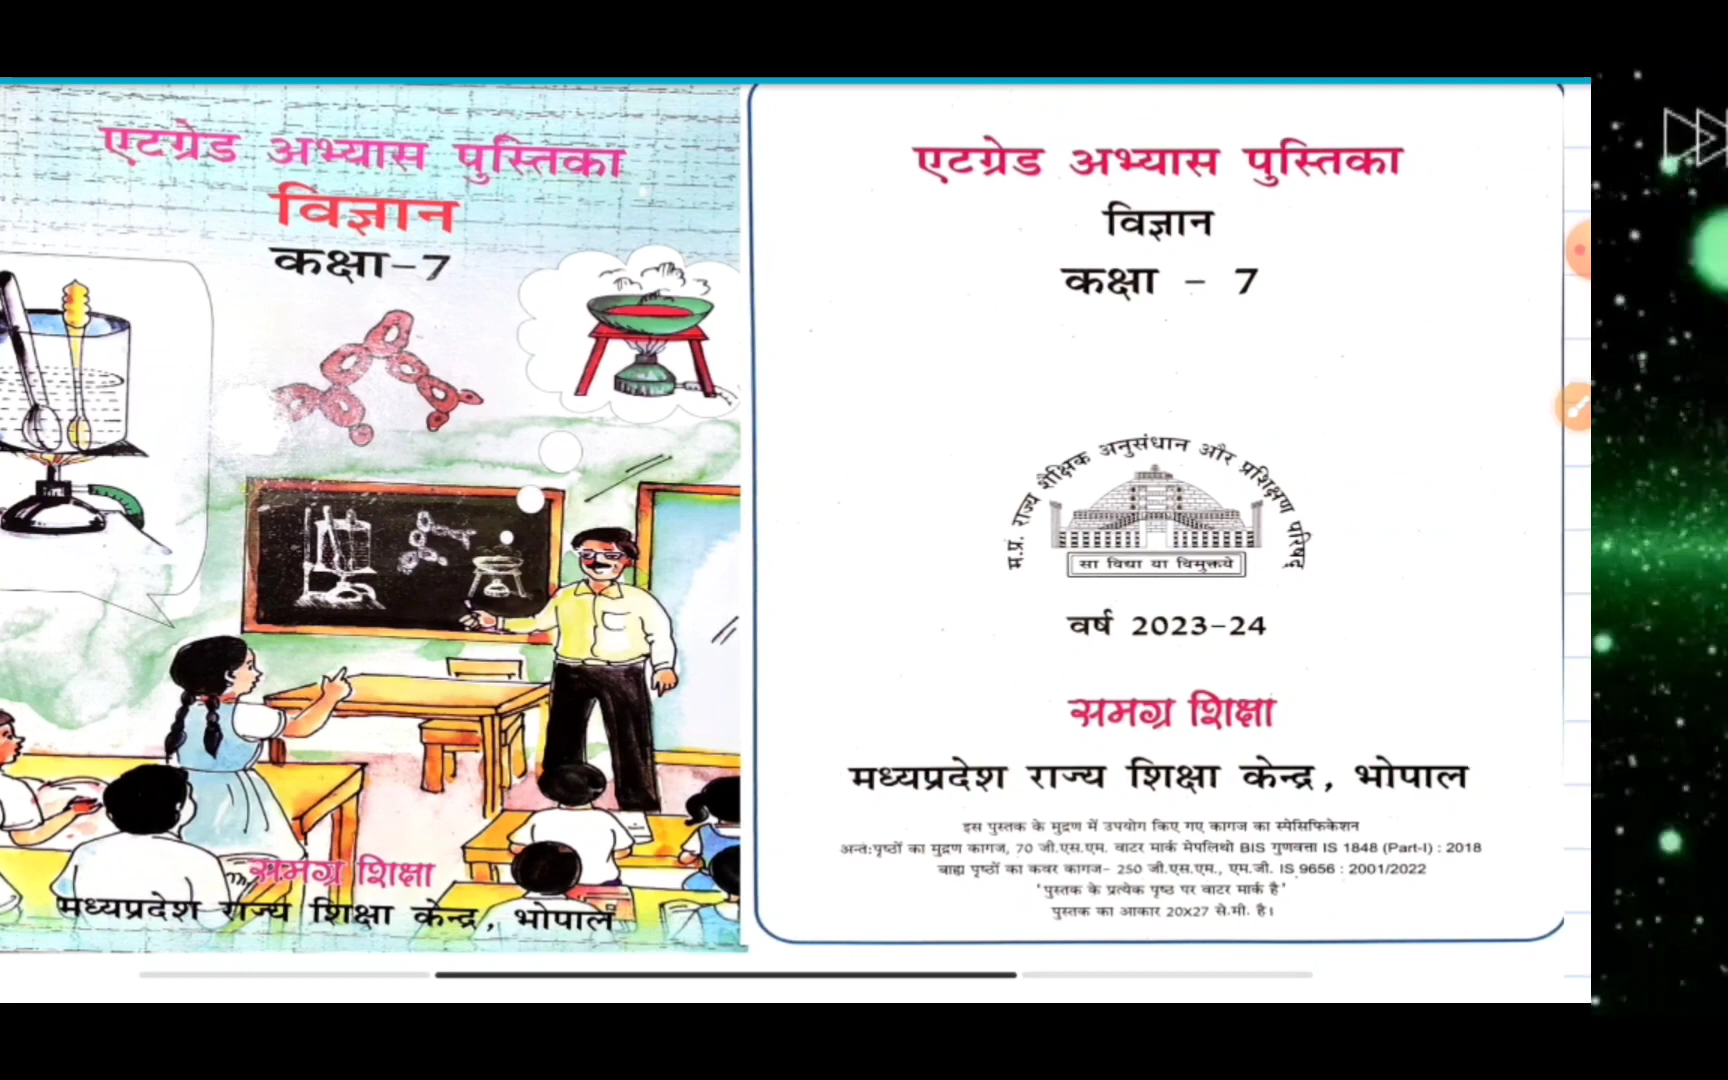 एटग्रेड अभ्यास पुस्तिका
विज्ञान
कक्षा-7
समग्र शिक्षा
मध्यप्रदेश राज्य शिक्षा केन्द्र, भोपाल
एटग्रेड अभ्यास पुस्तिका
विज्ञान
कक्षा - 7
म.प्र. राज्य शैक्षिक अनुसंधान और प्रशिक्षण परिषद्
सा विद्या या विमुक्तये
वर्ष 2023-24
समग्र शिक्षा
मध्यप्रदेश राज्य शिक्षा केन्द्र, भोपाल
इस पुस्तक के मुद्रण में उपयोग किए गए कागज का स्पेसिफिकेशन
अन्तःपृष्ठों का मुद्रण कागज, 70 जी.एस.एम. वाटर मार्क मेपलिथो BIS गुणवत्ता IS 1848 (Part-I) : 2018
बाह्य पृष्ठों का कवर कागज- 250 जी.एस.एम., एम.जी. IS 9656 : 2001/2022
'पुस्तक के प्रत्येक पृष्ठ पर वाटर मार्क है'
पुस्तक का आकार 20X27 से.मी. है।